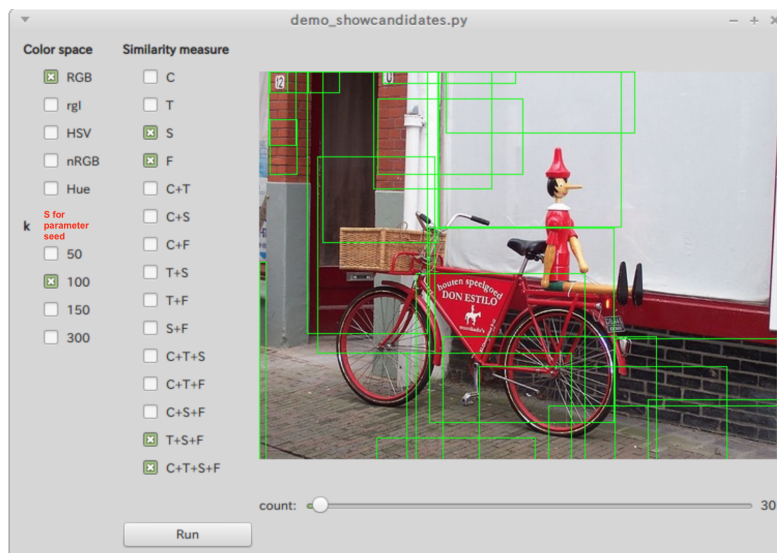 demo_showcandidates.py
Color space
RGB
rgI
HSV
nRGB
Hue
k
S for
parameter
seed
50
100
150
300
Similarity measure
C
T
S
F
C+T
C+S
C+F
T+S
T+F
S+F
C+T+S
C+T+F
C+S+F
T+S+F
C+T+S+F
12
houten speelgoed
DON ESTILO
count:
30
Run